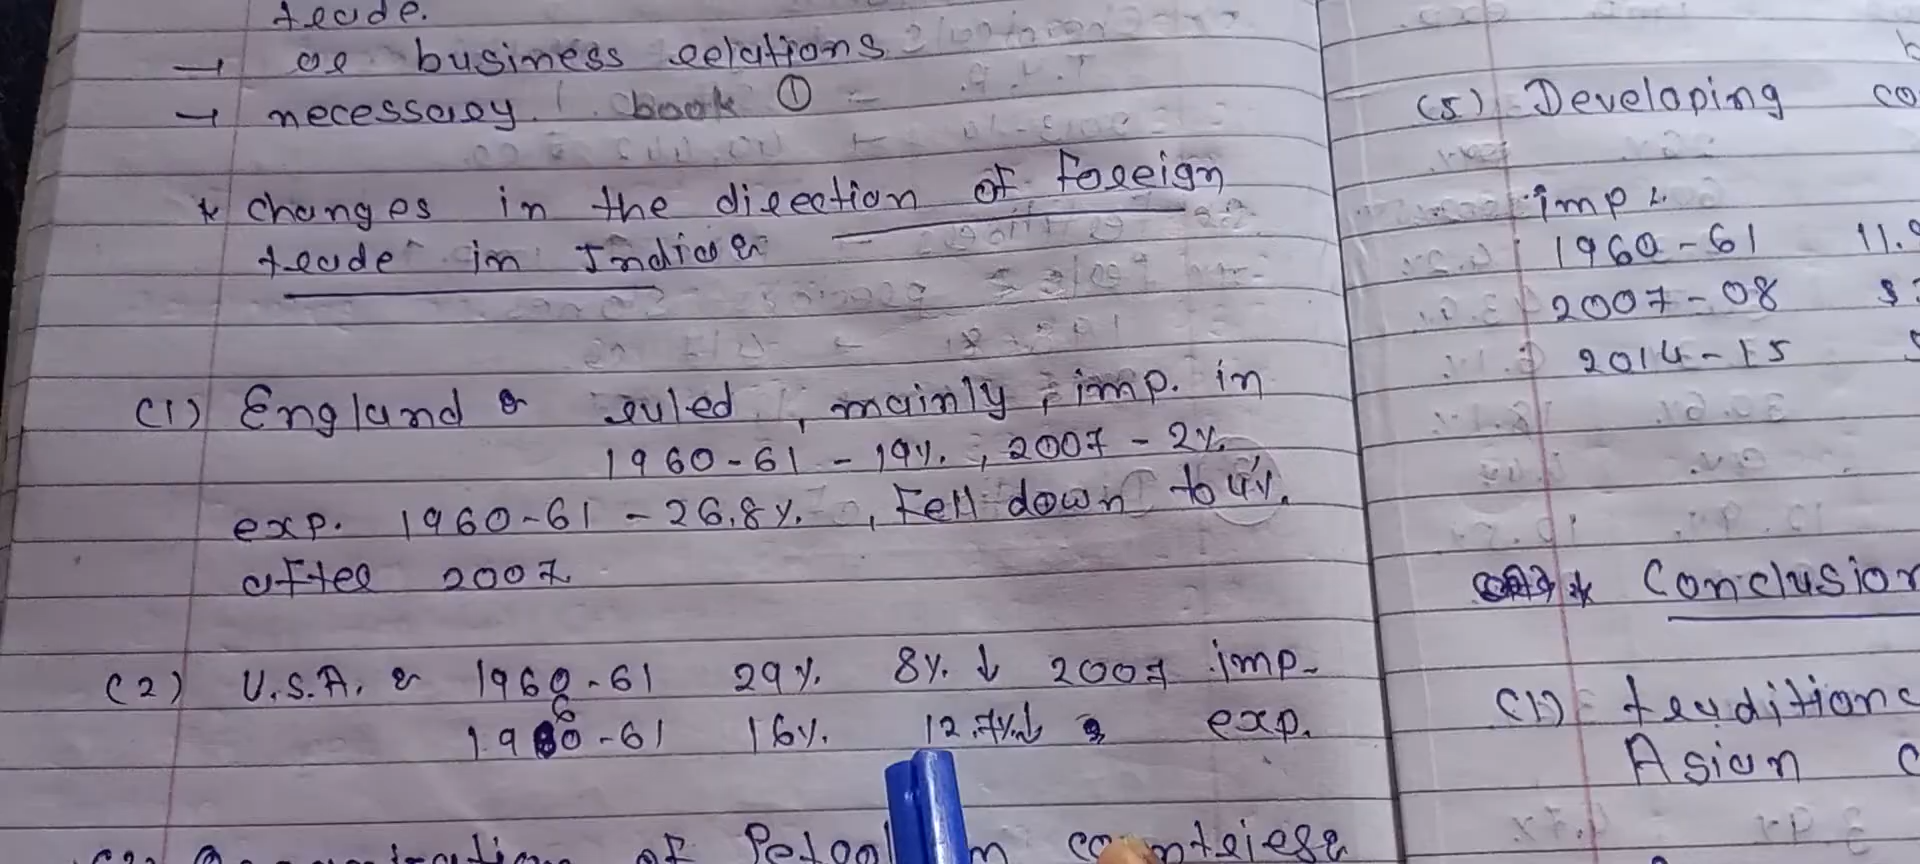 trade.
→ or business relations
→ necessary. book ①
* changes in the direction of foreign
trade in India:
(1) England : ruled, mainly, imp. in
1960-61 - 19%, 2007 - 2%
exp. 1960-61 - 26.8%, Fell down to 4%
after 2007
(2) U.S.A. : 1960-61 29% 8% ↓ 2007 imp.
1960-61 16% 12.7% ↓ exp.
of
(5) Developing
imp :
1960-61 11.
2007-08
2014-15
* Conclusion
(1)
Asian